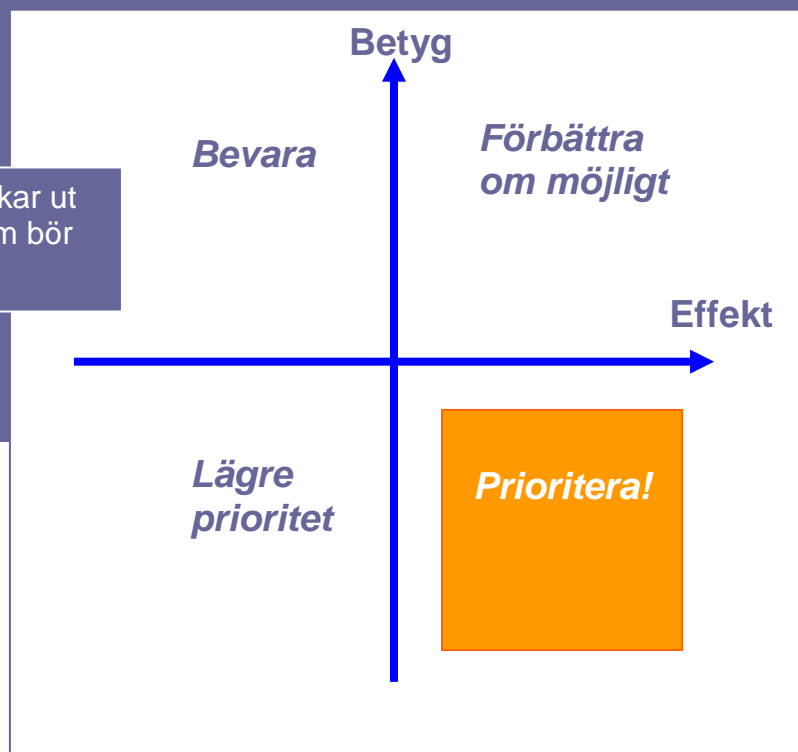 Betyg
Bevara
Förbättra
om möjligt
kar ut
m bör
Effekt
Lägre
prioritet
Prioritera!